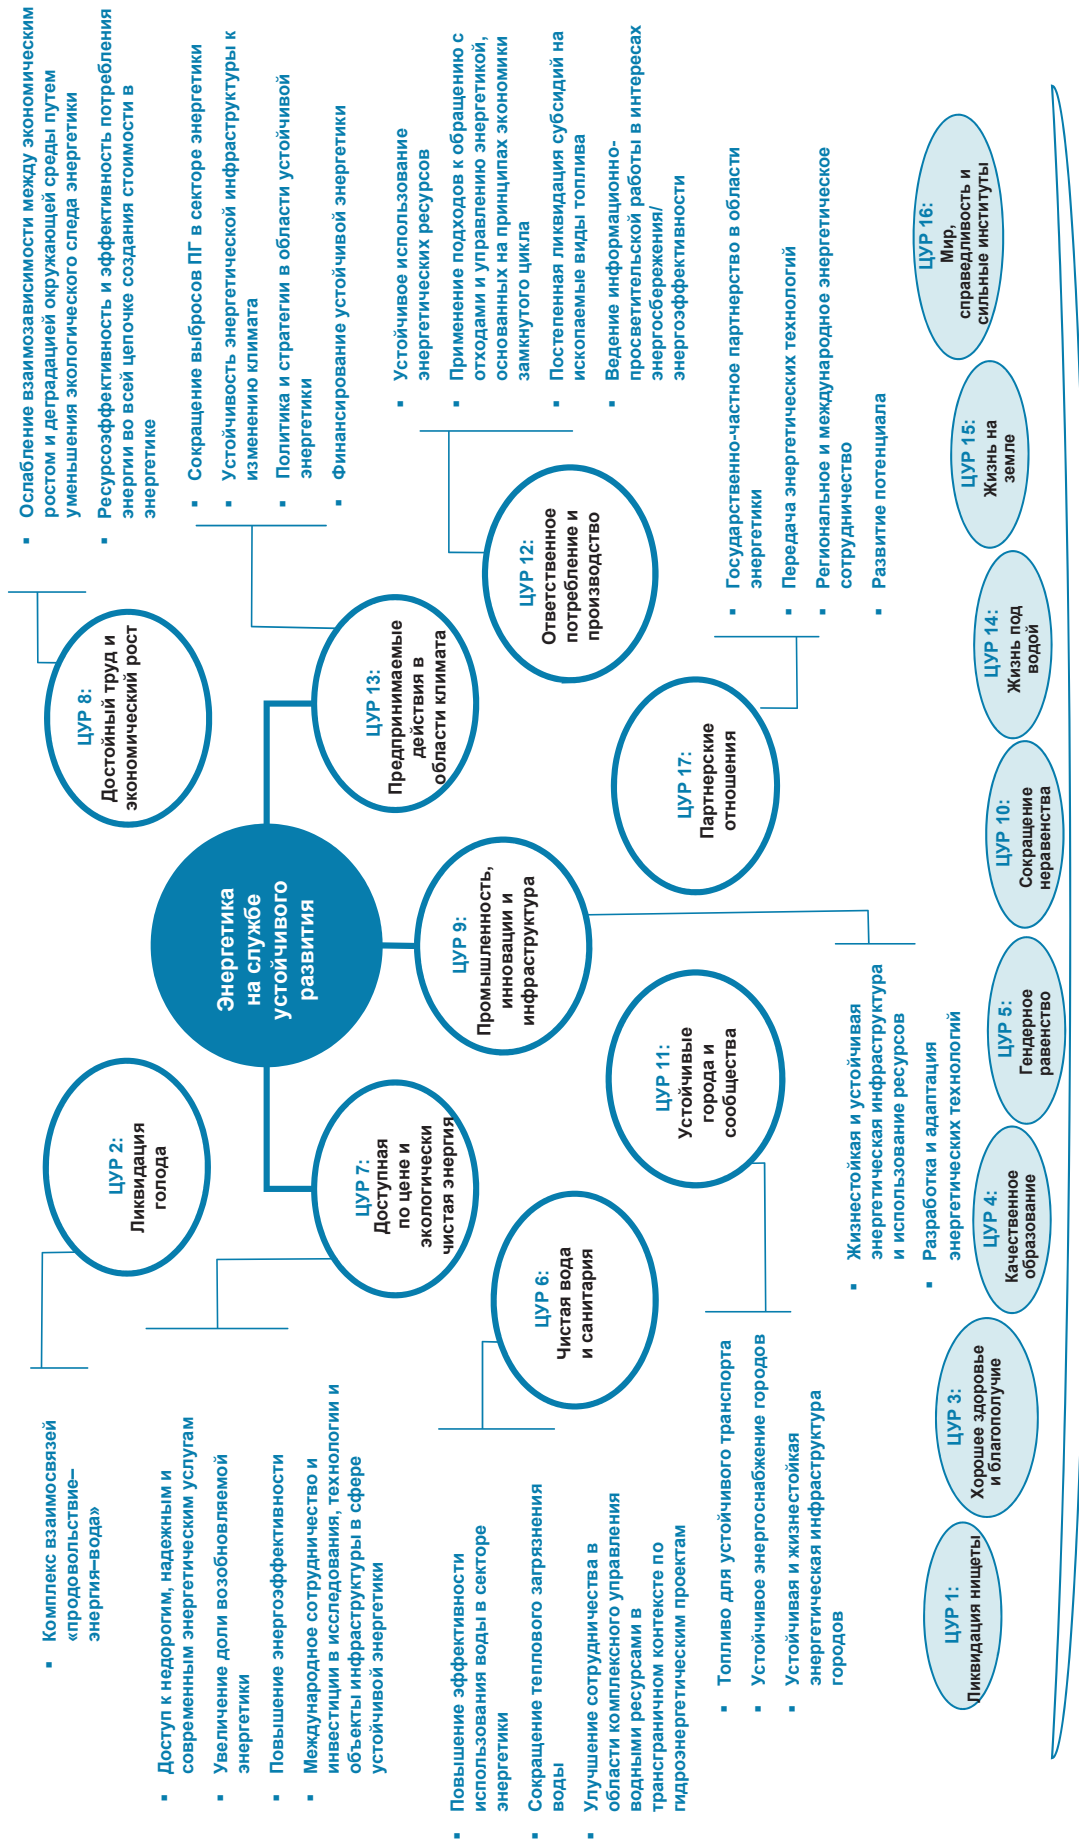 Энергетика
на службе
устойчивого
развития
ЦУР 2:
Ликвидация
голода
▪ Комплекс взаимосвязей
«продовольствие–
энергия–вода»
ЦУР 7:
Доступная
по цене и
экологически
чистая энергия
▪ Доступ к недорогим, надежным и
современным энергетическим услугам
▪ Увеличение доли возобновляемой
энергетики
▪ Повышение энергоэффективности
▪ Международное сотрудничество и
инвестиции в исследования, технологии и
объекты инфраструктуры в сфере
устойчивой энергетики
ЦУР 6:
Чистая вода
и санитария
▪ Повышение эффективности
использования воды в секторе
энергетики
▪ Сокращение теплового загрязнения
воды
▪ Улучшение сотрудничества в
области комплексного управления
водными ресурсами в
трансграничном контексте по
гидроэнергетическим проектам
ЦУР 11:
Устойчивые
города и
сообщества
▪ Топливо для устойчивого транспорта
▪ Устойчивое энергоснабжение городов
▪ Устойчивая и жизнестойкая
энергетическая инфраструктура
городов
ЦУР 9:
Промышленность,
инновации и
инфраструктура
▪ Жизнестойкая и устойчивая
энергетическая инфраструктура
и использование ресурсов
▪ Разработка и адаптация
энергетических технологий
ЦУР 8:
Достойный труд и
экономический рост
▪ Ослабление взаимозависимости между экономическим
ростом и деградацией окружающей среды путем
уменьшения экологического следа энергетики
▪ Ресурсоэффективность и эффективность потребления
энергии во всей цепочке создания стоимости в
энергетике
ЦУР 13:
Предпринимаемые
действия в
области климата
▪ Сокращение выбросов ПГ в секторе энергетики
▪ Устойчивость энергетической инфраструктуры к
изменению климата
▪ Политика и стратегии в области устойчивой
энергетики
▪ Финансирование устойчивой энергетики
ЦУР 12:
Ответственное
потребление и
производство
▪ Устойчивое использование
энергетических ресурсов
▪ Применение подходов к обращению с
отходами и управлению энергетикой,
основанных на принципах экономики
замкнутого цикла
▪ Постепенная ликвидация субсидий на
ископаемые виды топлива
▪ Ведение информационно-
просветительской работы в интересах
энергосбережения/
энергоэффективности
ЦУР 17:
Партнерские
отношения
▪ Государственно-частное партнерство в области
энергетики
▪ Передача энергетических технологий
▪ Региональное и международное энергетическое
сотрудничество
▪ Развитие потенциала
ЦУР 1:
Ликвидация нищеты
ЦУР 3:
Хорошее здоровье
и благополучие
ЦУР 4:
Качественное
образование
ЦУР 5:
Гендерное
равенство
ЦУР 10:
Сокращение
неравенства
ЦУР 14:
Жизнь под
водой
ЦУР 15:
Жизнь на
земле
ЦУР 16:
Мир,
справедливость и
сильные институты